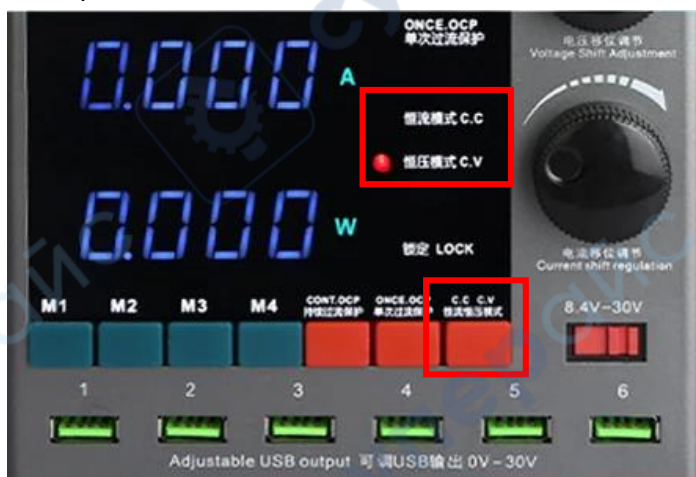 ONCE.OCP
单次过流保护
电压移位调节
Voltage Shift Adjustment
0.000 A
恒流模式 C.C
恒压模式 C.V
0.000 W
锁定 LOCK
电流移位调节
Current shift regulation
M1 M2 M3 M4 CONT.OCP ONCE.OCP C.C C.V 8.4V-30V
持续过流保护 单次过流保护 恒流恒压模式
1 2 3 4 5 6
Adjustable USB output 可调USB输出 0V-30V